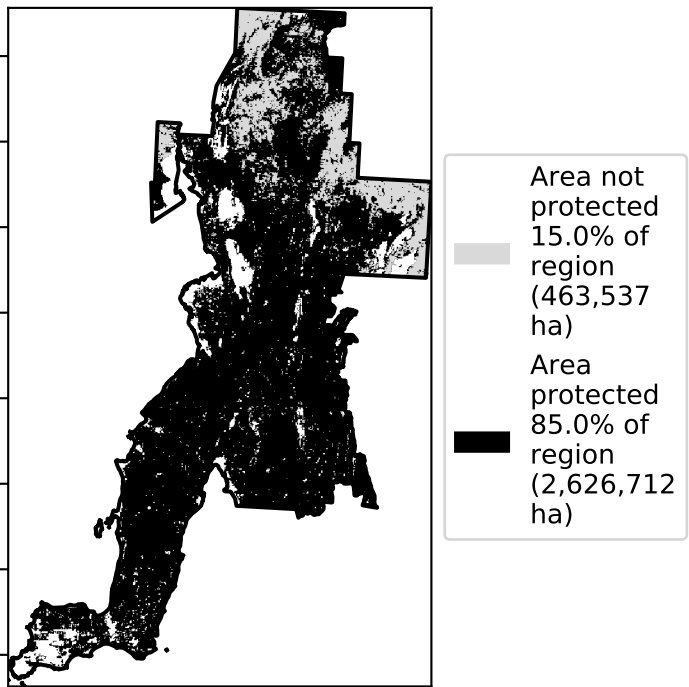 Area not
protected
15.0% of
region
(463,537
ha)
Area
protected
85.0% of
region
(2,626,712
ha)